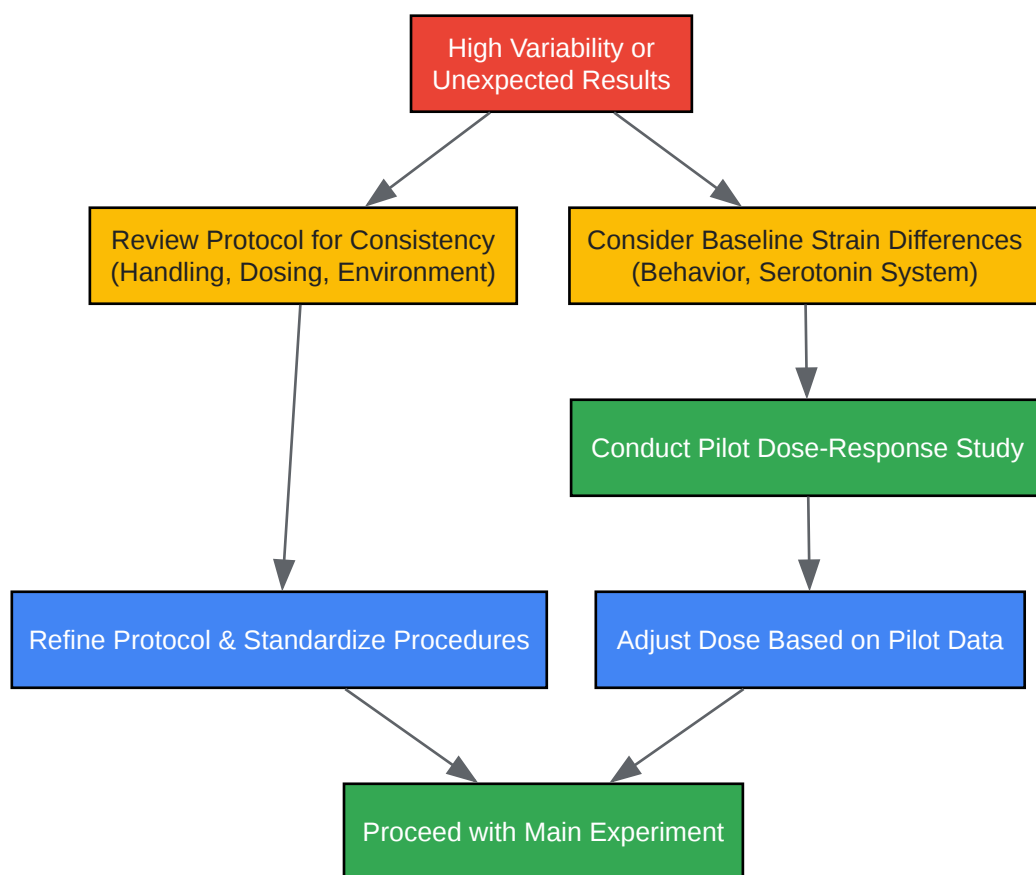 High Variability or
Unexpected Results
Review Protocol for Consistency
(Handling, Dosing, Environment)
Consider Baseline Strain Differences
(Behavior, Serotonin System)
Conduct Pilot Dose-Response Study
Refine Protocol & Standardize Procedures
Adjust Dose Based on Pilot Data
Proceed with Main Experiment